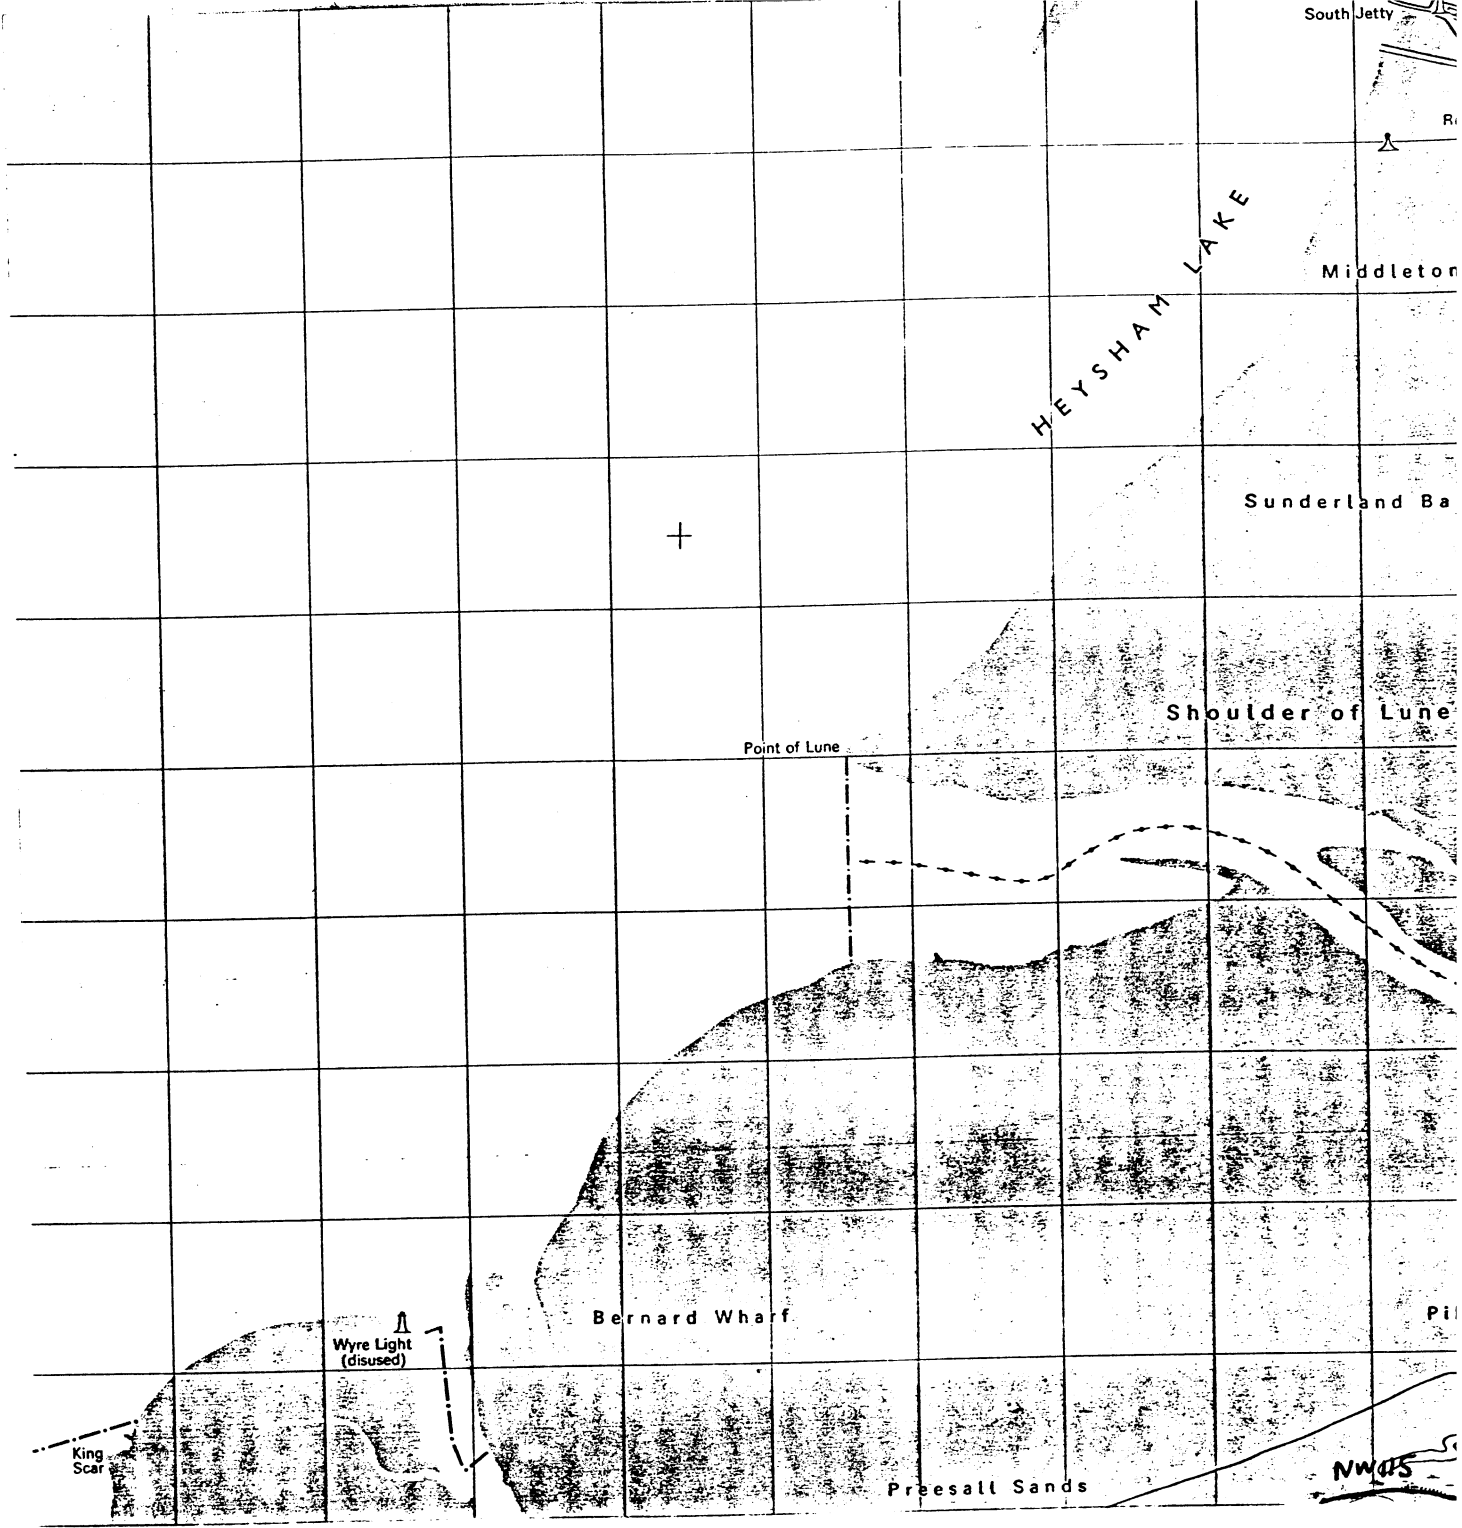 South Jetty
HEYSHAM LAKE
Middleton
Sunderland Ba
Shoulder of Lune
Point of Lune
Bernard Wharf
Wyre Light
(disused)
King
Scar
Preesall Sands